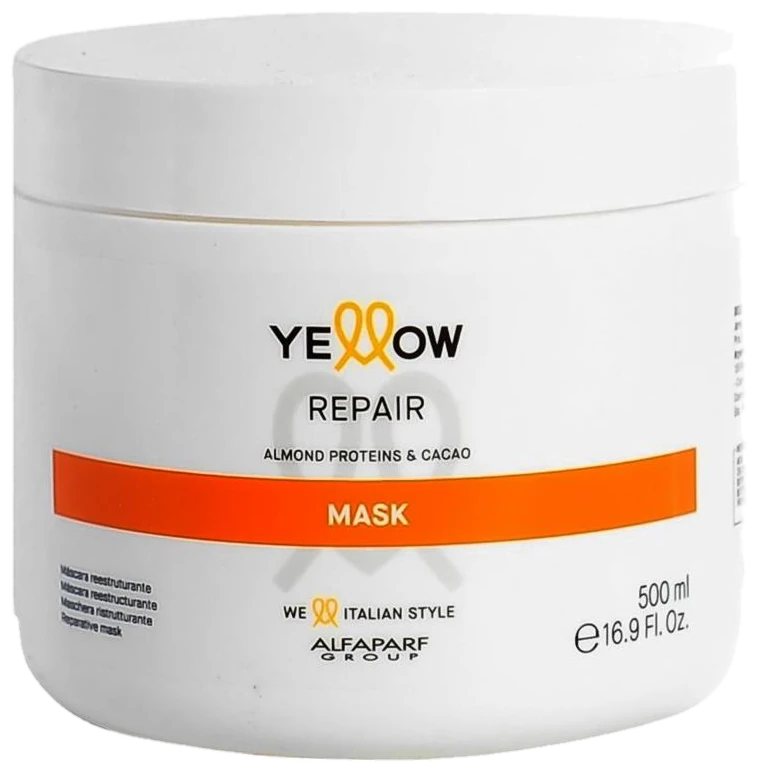 YELLOW
REPAIR
ALMOND PROTEINS & CACAO
MASK
Máscara reestruturante
Máscara reestructurante
Maschera ristrutturante
Reparative mask
WE ITALIAN STYLE
ALFAPARF
GROUP
500 ml
e 16.9 Fl. Oz.